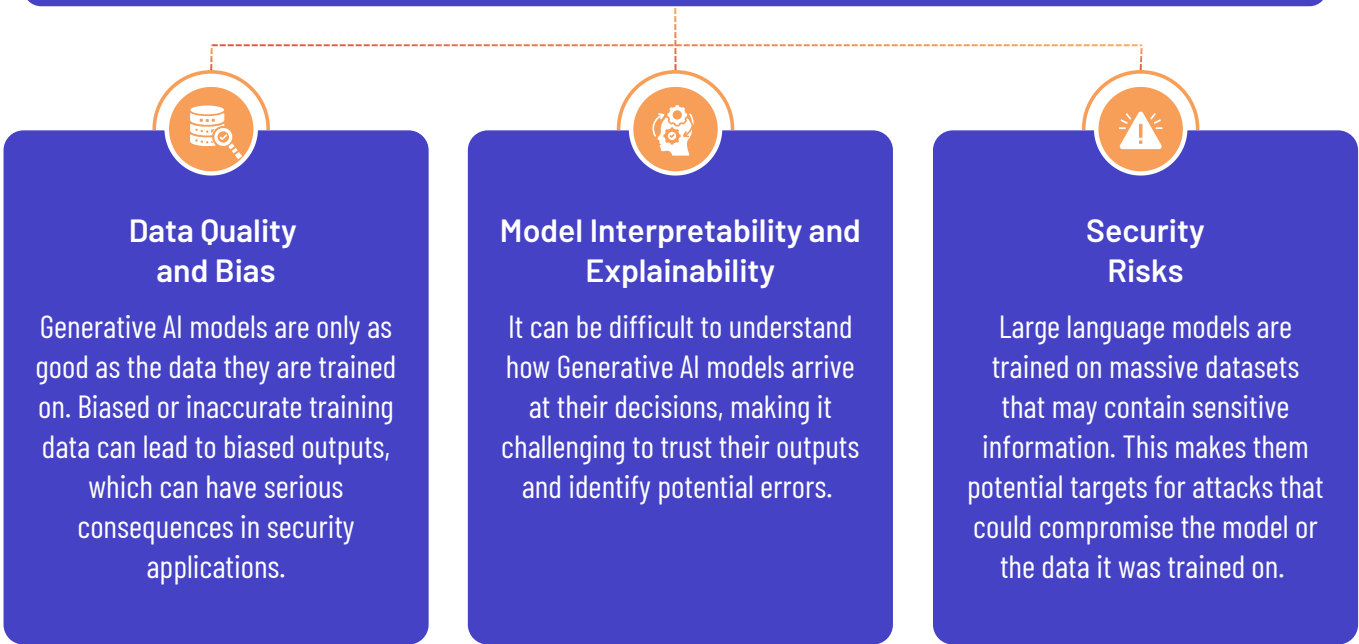 Data Quality
and Bias
Generative AI models are only as
good as the data they are trained
on. Biased or inaccurate training
data can lead to biased outputs,
which can have serious
consequences in security
applications.
Model Interpretability and
Explainability
It can be difficult to understand
how Generative AI models arrive
at their decisions, making it
challenging to trust their outputs
and identify potential errors.
Security
Risks
Large language models are
trained on massive datasets
that may contain sensitive
information. This makes them
potential targets for attacks that
could compromise the model or
the data it was trained on.